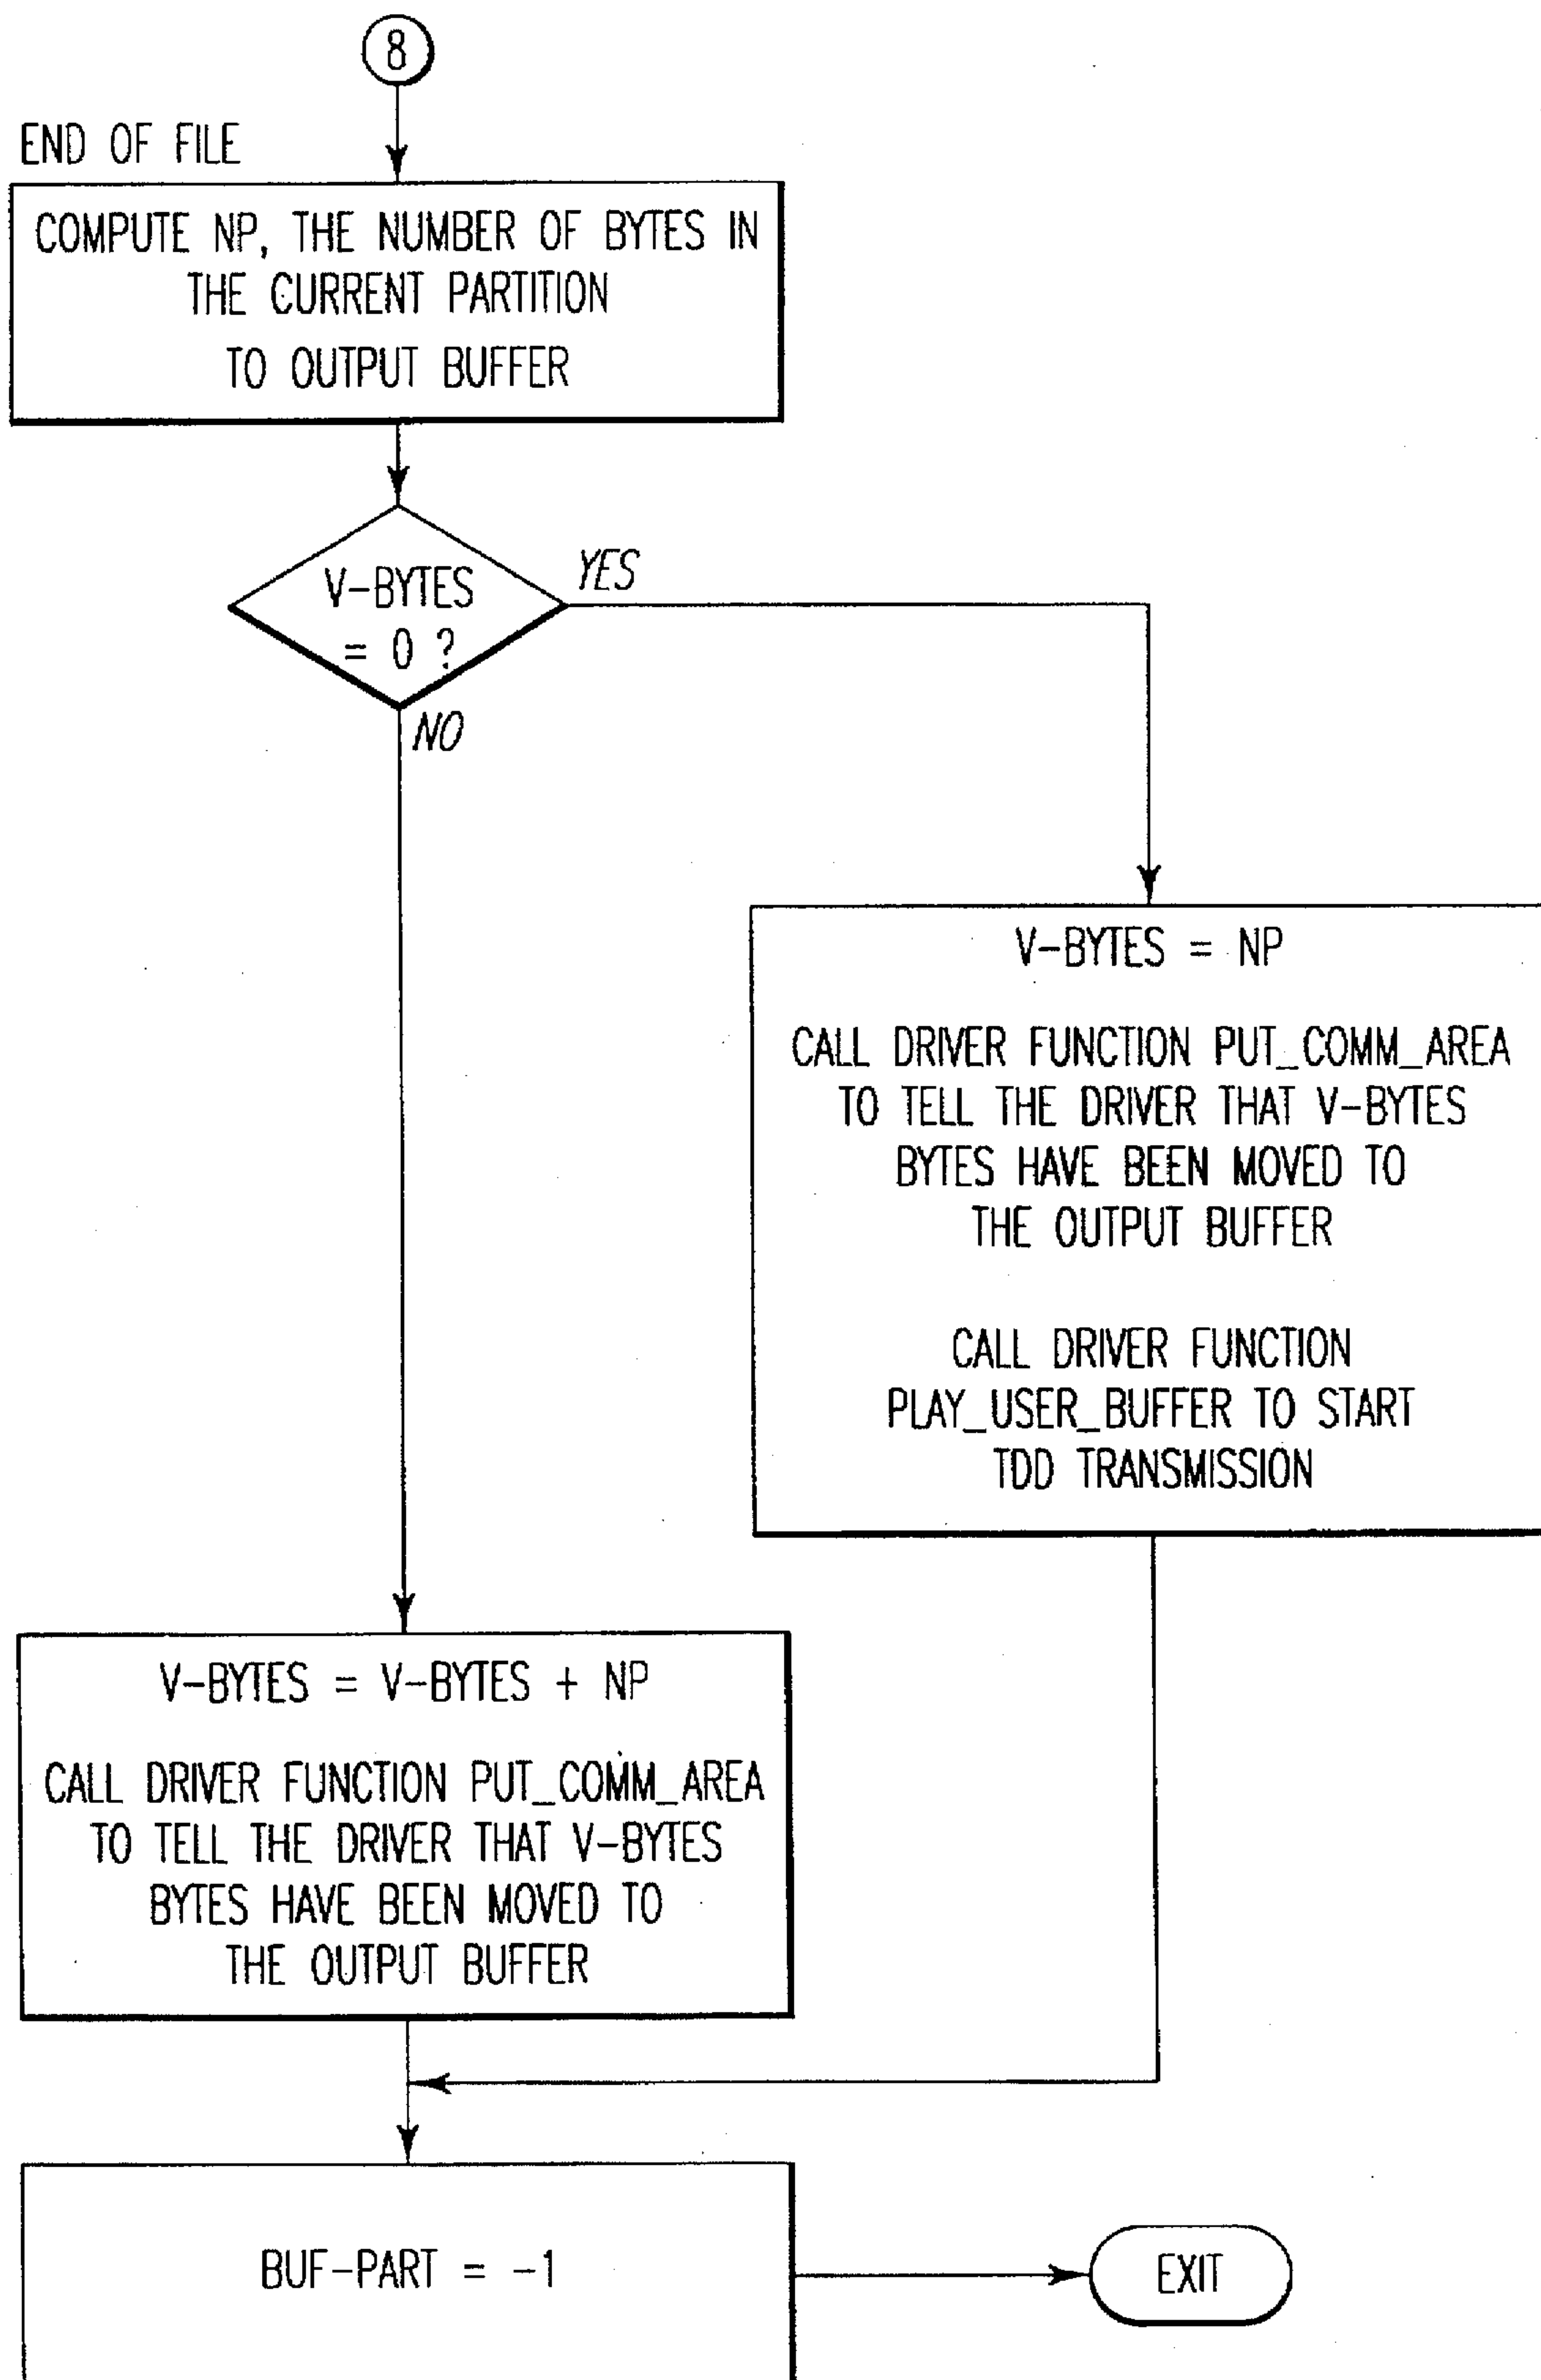 8
END OF FILE
COMPUTE NP, THE NUMBER OF BYTES IN
THE CURRENT PARTITION
TO OUTPUT BUFFER
V-BYTES
= 0 ?
YES
NO
V-BYTES = NP
CALL DRIVER FUNCTION PUT_COMM_AREA
TO TELL THE DRIVER THAT V-BYTES
BYTES HAVE BEEN MOVED TO
THE OUTPUT BUFFER
CALL DRIVER FUNCTION
PLAY_USER_BUFFER TO START
TDD TRANSMISSION
V-BYTES = V-BYTES + NP
CALL DRIVER FUNCTION PUT_COMM_AREA
TO TELL THE DRIVER THAT V-BYTES
BYTES HAVE BEEN MOVED TO
THE OUTPUT BUFFER
BUF-PART = -1
EXIT